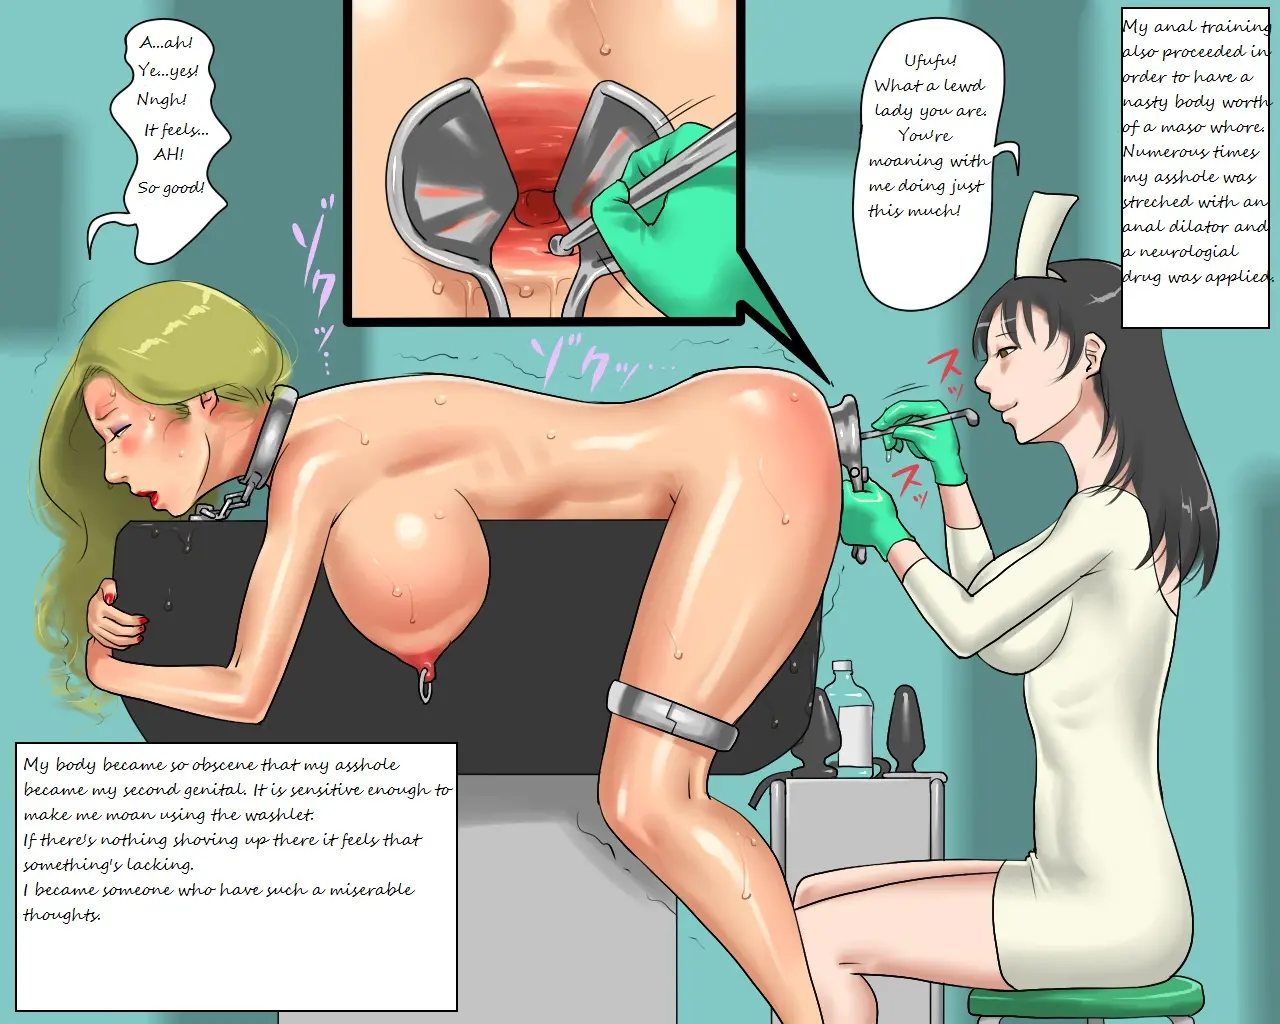 A...ah!
Ye...yes!
Nngh!
It feels...
AH!
So good!
Ufufu!
What a lewd
lady you are.
You're
moaning with
me doing just
this much!
My anal training
also proceeded in
order to have a
nasty body worth
of a maso whore.
Numerous times
my asshole was
streched with an
anal dilator and
a neurologial
drug was applied.
ゾクッ…
ゾクッ…
スッ
スッ
My body became so obscene that my asshole
became my second genital. It is sensitive enough to
make me moan using the washlet.
If there's nothing shoving up there it feels that
something's lacking.
I became someone who have such a miserable
thoughts.